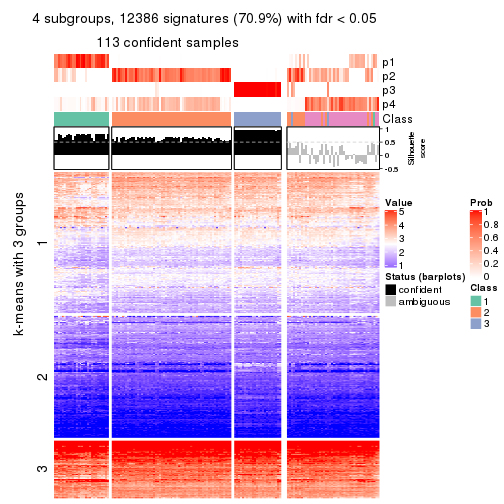 4 subgroups, 12386 signatures (70.9%) with fdr < 0.05
113 confident samples
p1
p2
p3
p4
Class
1
0.5
0
-0.5
Silhouette
score
k-means with 3 groups
1
2
3
Value
5
4
3
2
1
Status (barplots)
confident
ambiguous
Prob
1
0.8
0.6
0.4
0.2
0
Class
1
2
3